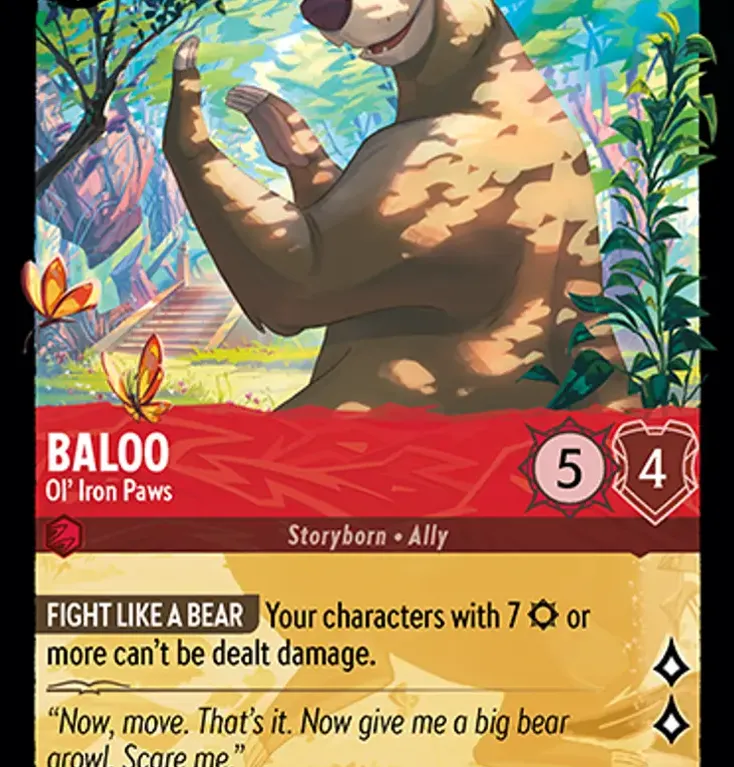 BALOO
Ol’ Iron Paws
5
4
Storyborn • Ally
FIGHT LIKE A BEAR Your characters with 7 or
more can’t be dealt damage.
“Now, move. That’s it. Now give me a big bear
growl. Scare me.”